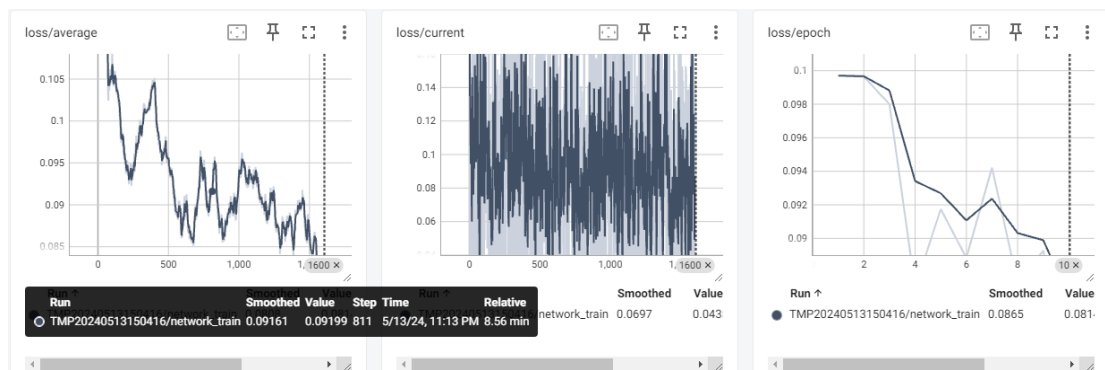 loss/average
0.105
0.1
0.095
0.09
0.085
0
500
1,000
1,
1600 ×
Run ↑
Smoothed
Value
Run Smoothed Value Step Time Relative
TMP20240513150416/network_train 0.09161 0.09199 811 5/13/24, 11:13 PM 8.56 min
loss/current
0.14
0.12
0.1
0.08
0.06
0
500
1,000
1,
1600 ×
Run ↑
Smoothed
Value
network_train 0.0697 0.043
loss/epoch
0.1
0.098
0.096
0.094
0.092
0.09
2
4
6
8
10 ×
Run ↑ Smoothed Value
TMP20240513150416/network_train 0.0865 0.081